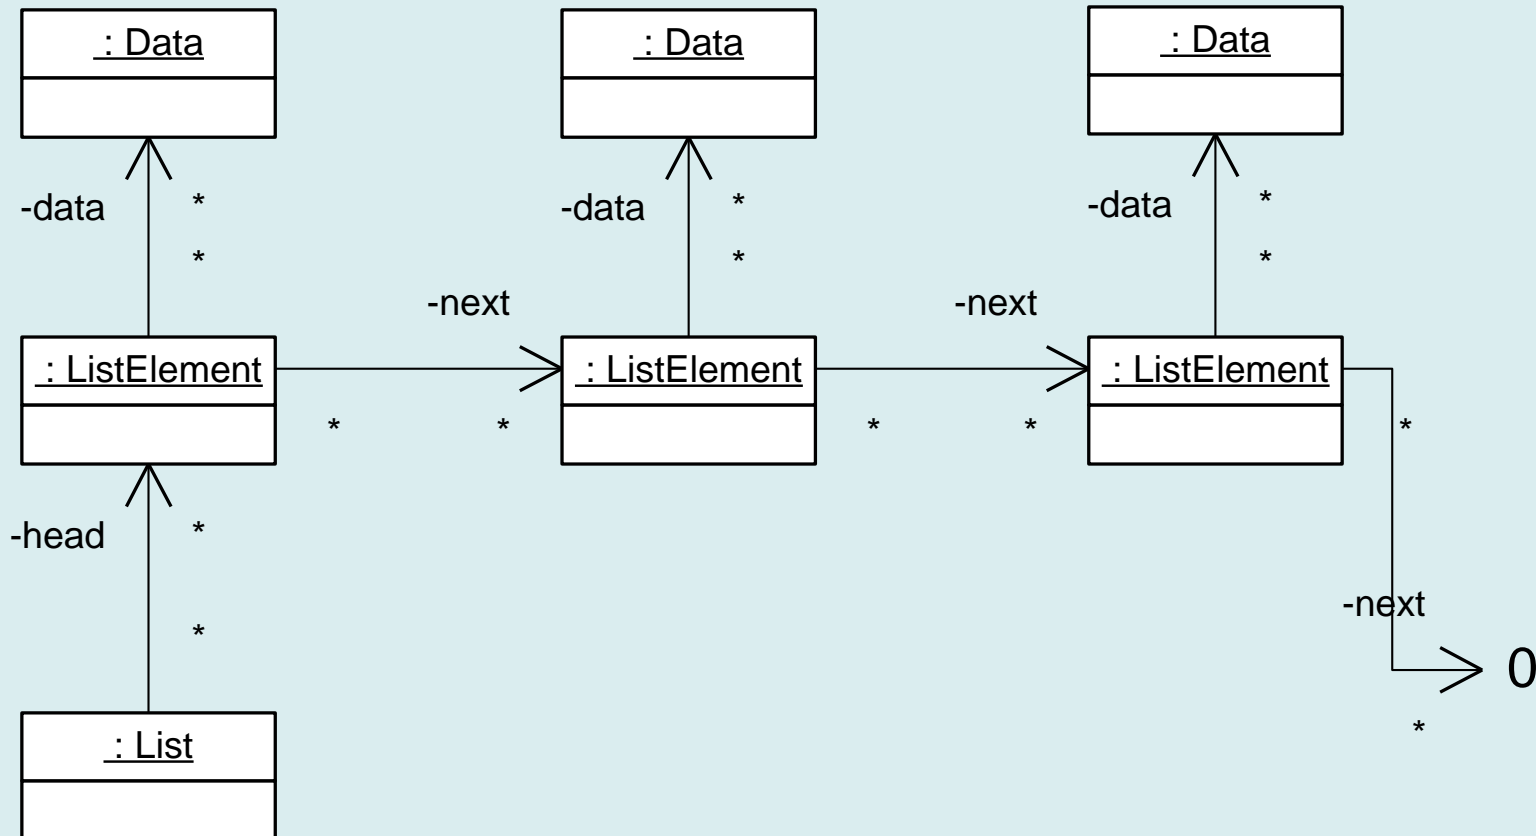 : Data : Data : Data
-data * -data * -data *
* * *
-next -next
: ListElement : ListElement : ListElement
* * * * *
-head *
*
-next
0
*
: List